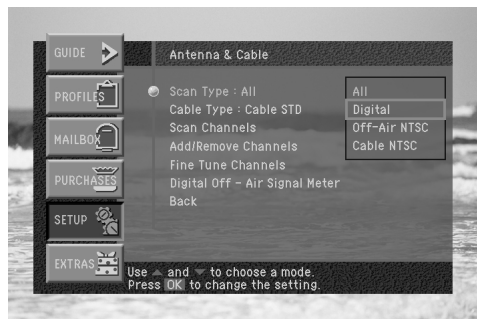 GUIDE
Antenna & Cable
PROFILES
Scan Type : All
All
Cable Type : Cable STD
Digital
Scan Channels
Off-Air NTSC
MAILBOX
Add/Remove Channels
Cable NTSC
Fine Tune Channels
PURCHASES
Digital Off - Air Signal Meter
Back
SETUP
EXTRAS
Use ▲ and ▼ to choose a mode.
Press OK to change the setting.